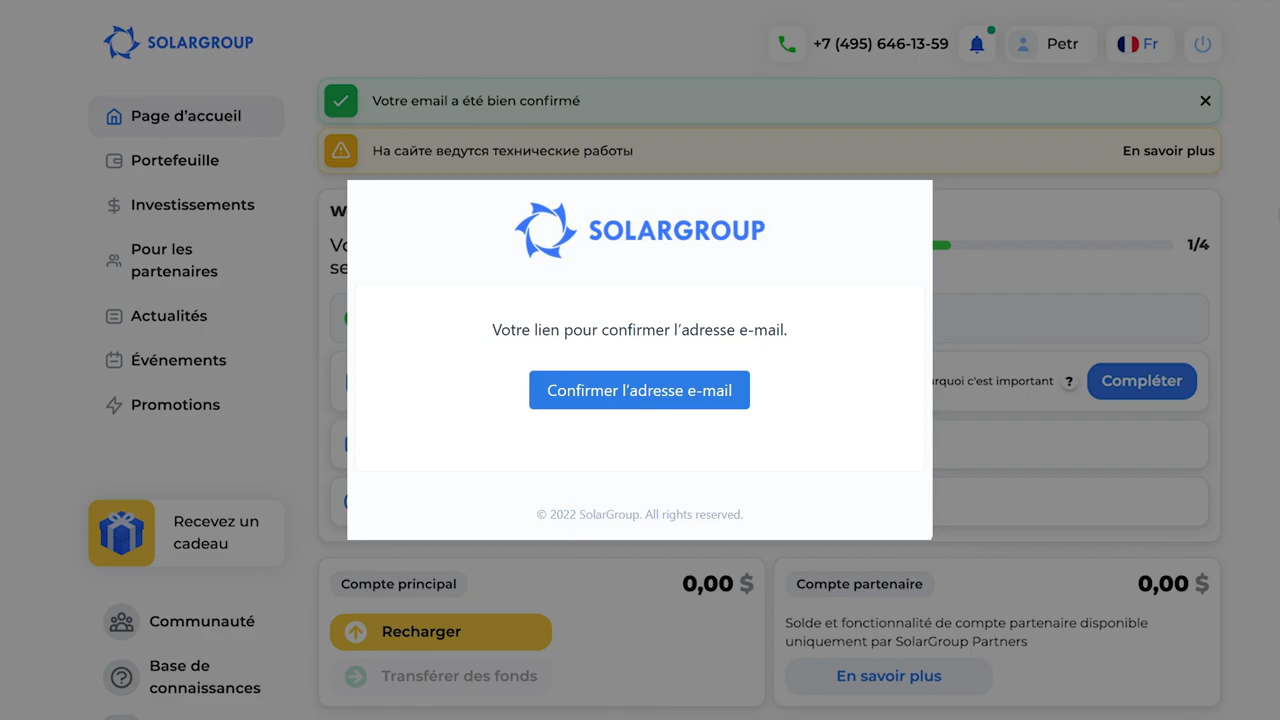 SOLARGROUP
+7 (495) 646-13-59
Petr
Fr
Page d'accueil
Portefeuille
Investissements
Pour les
partenaires
Actualités
Événements
Promotions
Recevez un
cadeau
Communauté
Base de
connaissances
Votre email a été bien confirmé
На сайте ведутся технические работы
En savoir plus
1/4
c'est important ?
Compléter
SOLARGROUP
Votre lien pour confirmer l'adresse e-mail.
Confirmer l'adresse e-mail
© 2022 SolarGroup. All rights reserved.
Compte principal
0,00 $
Recharger
Transférer des fonds
Compte partenaire
0,00 $
Solde et fonctionnalité de compte partenaire disponible
uniquement par SolarGroup Partners
En savoir plus